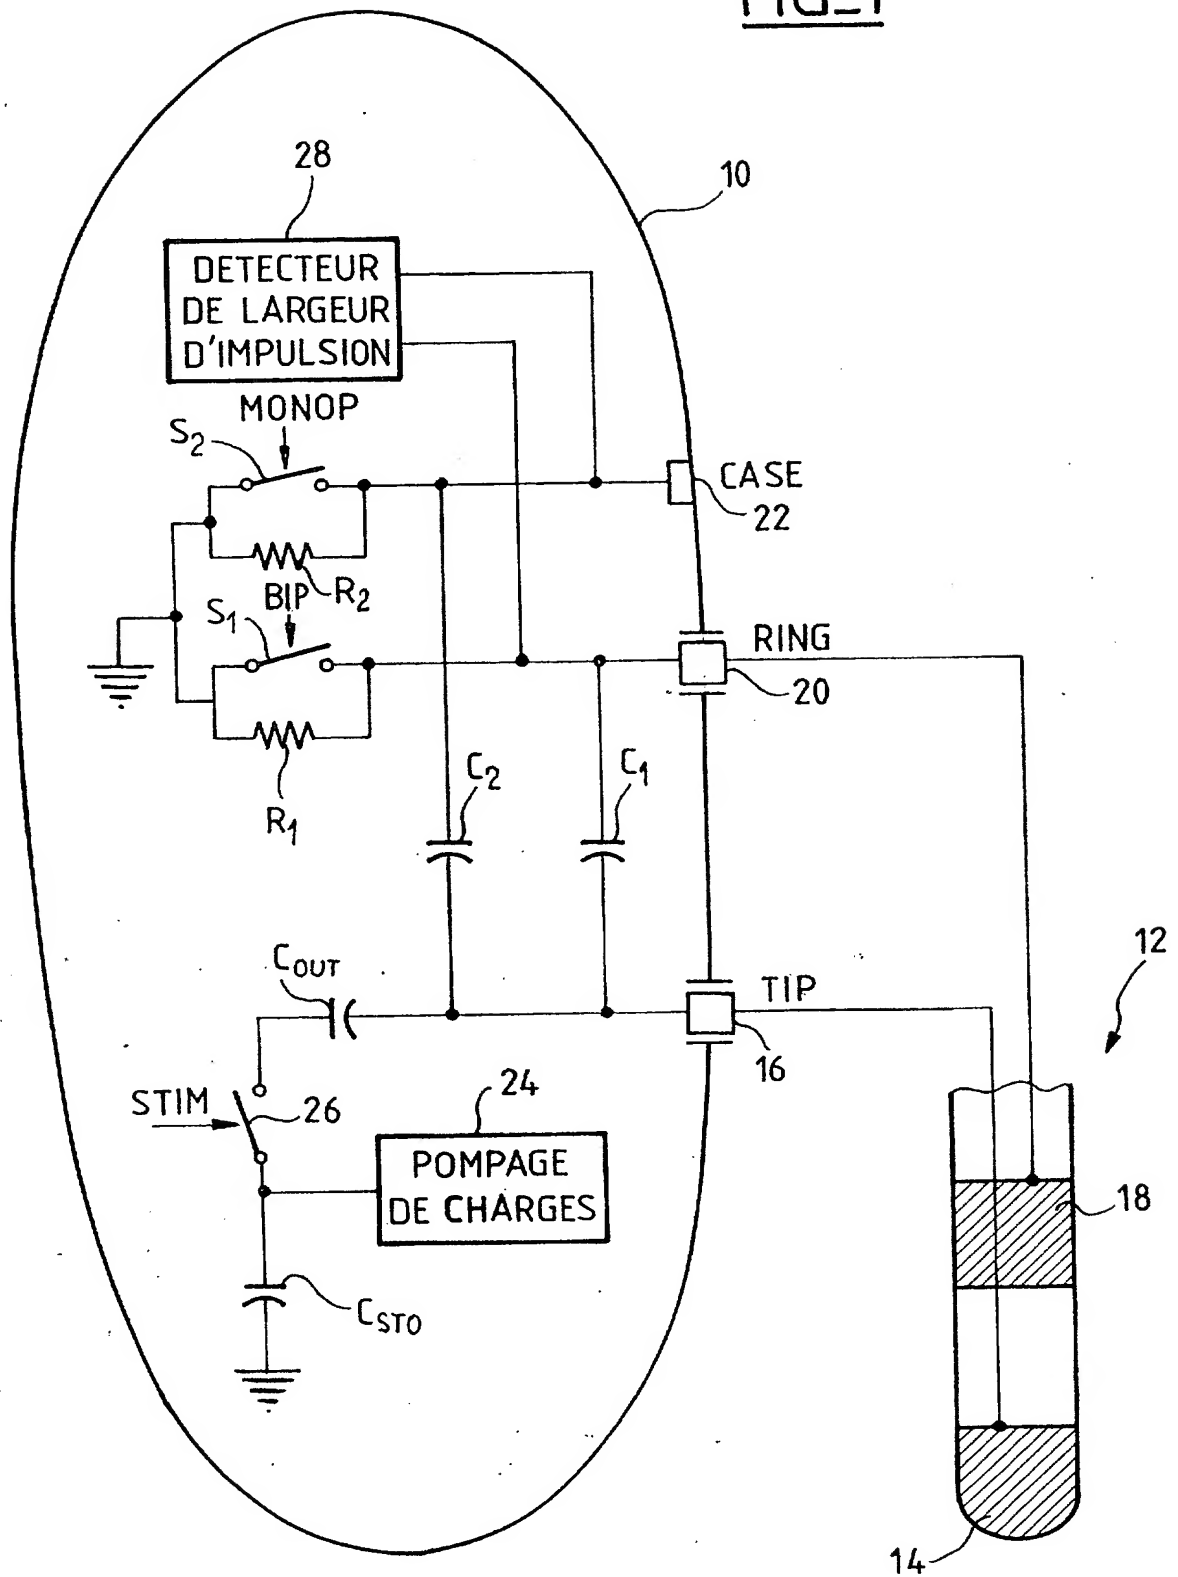 FIG_1
28
10
DETECTEUR
DE LARGEUR
D'IMPULSION
MONOP
S2
CASE
22
R2
BIP
S1
RING
20
R1
C2
C1
12
COUT
TIP
16
STIM
26
24
POMPAGE
DE CHARGES
18
CSTO
14